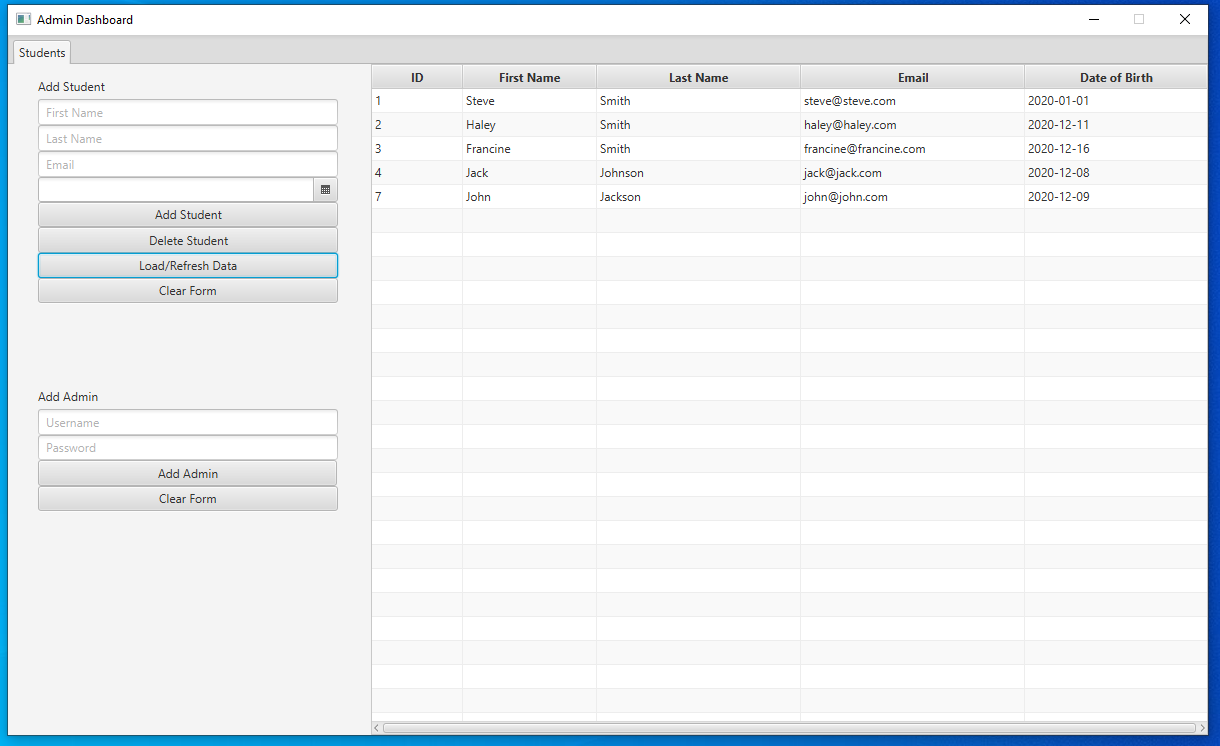 Admin Dashboard
Students
Add Student
First Name
Last Name
Email
Add Student
Delete Student
Load/Refresh Data
Clear Form
Add Admin
Username
Password
Add Admin
Clear Form
ID First Name Last Name Email Date of Birth
1 Steve Smith steve@steve.com 2020-01-01
2 Haley Smith haley@haley.com 2020-12-11
3 Francine Smith francine@francine.com 2020-12-16
4 Jack Johnson jack@jack.com 2020-12-08
7 John Jackson john@john.com 2020-12-09